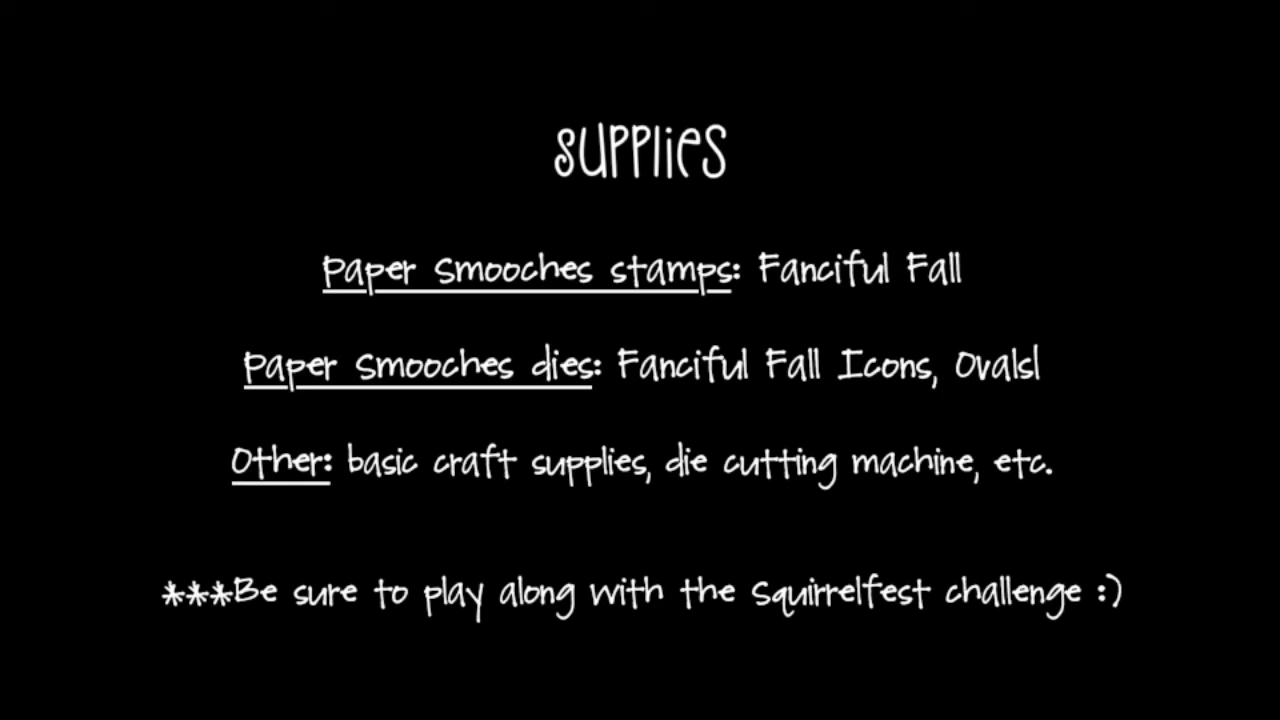 supplies
Paper Smooches stamps: Fanciful Fall
Paper Smooches dies: Fanciful Fall Icons, Ovalsl
Other: basic craft supplies, die cutting machine, etc.
***Be sure to play along with the Squirrelfest challenge :)